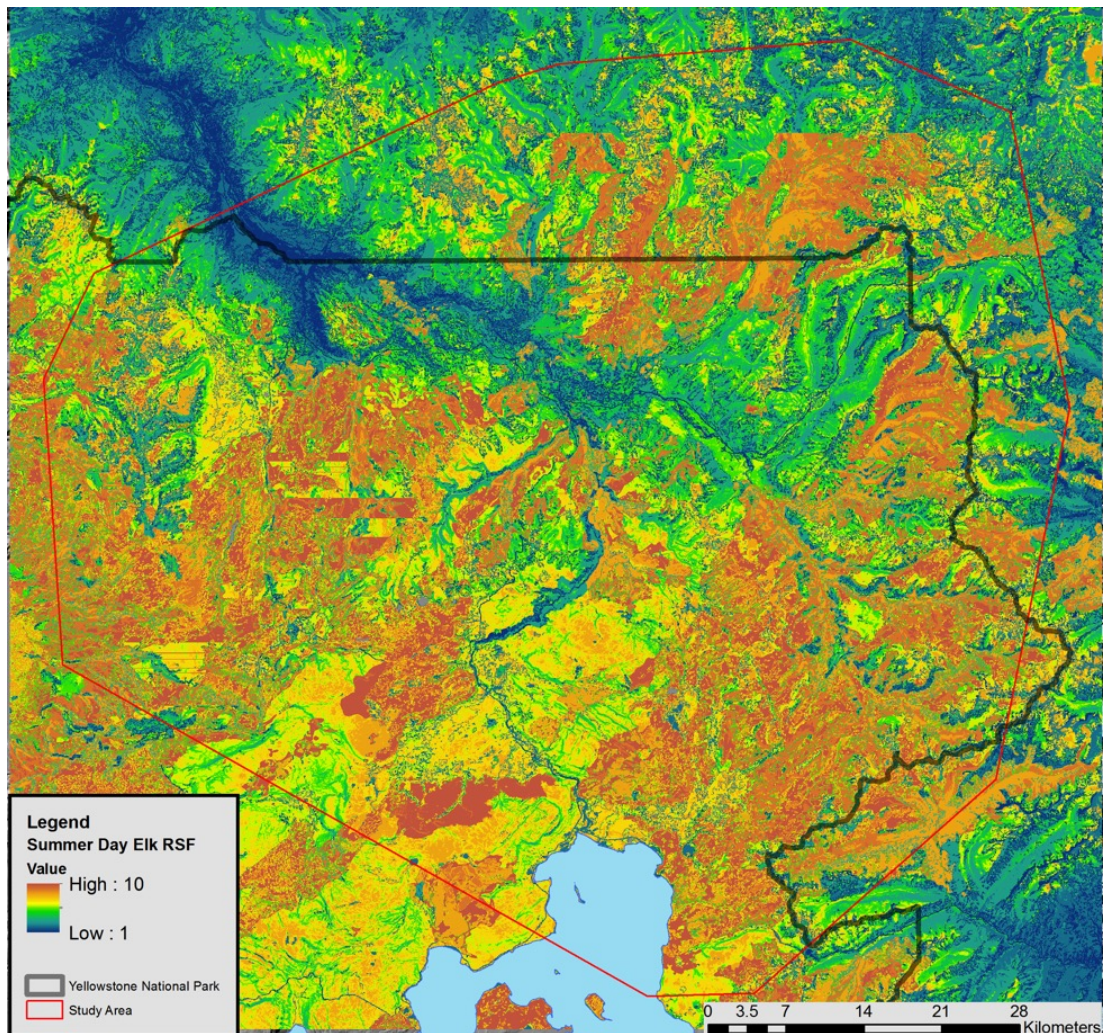 Legend
Summer Day Elk RSF
Value
High : 10
Low : 1
Yellowstone National Park
Study Area
0 3.5 7 14 21 28
Kilometers